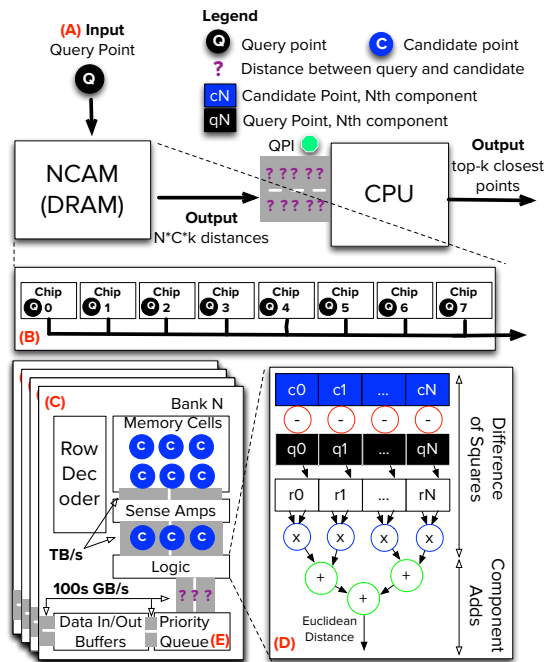 (A) Input
Query Point
Q
Legend
Q Query point
C Candidate point
? Distance between query and candidate
cN Candidate Point, Nth component
qN Query Point, Nth component
NCAM
(DRAM)
Output
N*C*k distances
QPI
? ? ? ??
? ? ? ??
CPU
Output
top-k closest
points
Chip Chip Chip Chip Chip Chip Chip Chip
Q 0 Q 1 Q 2 Q 3 Q 4 Q 5 Q 6 Q 7
(B)
(C)
Bank N
Row
Dec
oder
Memory Cells
C C C
C C C
Sense Amps
C C C
TB/s
Logic
100s GB/s
? ? ?
Data In/Out
Buffers
Priority
Queue (E)
c0 c1 ... cN
- - - -
q0 q1 ... qN
r0 r1 ... rN
x x x x
+ +
+
Euclidean
Distance
(D)
Difference
of Squares
Component
Adds